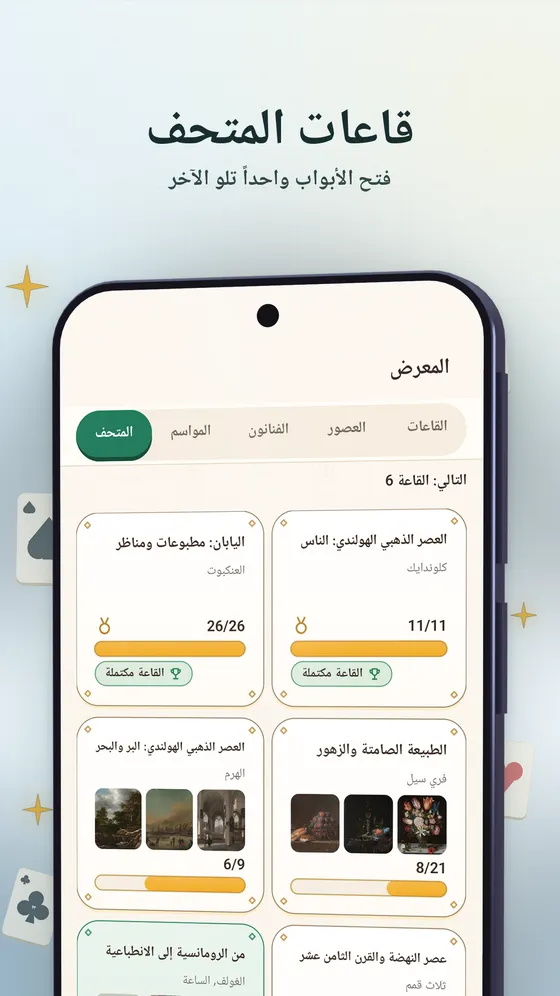 قاعات المتحف
فتح الأبواب واحداً تلو الآخر
المعرض
القاعات العصور الفنانون المواسم المتحف
التالي: القاعة 6
العصر الذهبي الهولندي: الناس
كلوندايك
11/11
القاعة مكتملة
اليابان: مطبوعات ومناظر
العنكبوت
26/26
القاعة مكتملة
الطبيعة الصامتة والزهور
فري سيل
8/21
العصر الذهبي الهولندي: البر والبحر
الهرم
6/9
عصر النهضة والقرن الثامن عشر
ثلاث قمم
من الرومانسية إلى الانطباعية
الغولف, الساعة